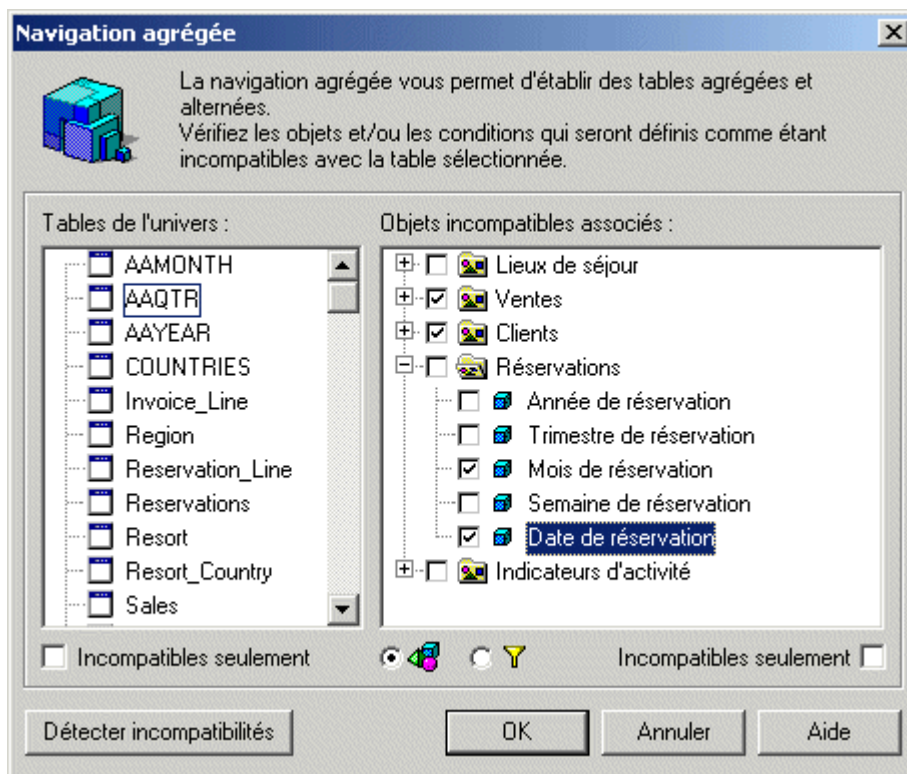 Navigation agrégée
La navigation agrégée vous permet d'établir des tables agrégées et
alternées.
Vérifiez les objets et/ou les conditions qui seront définis comme étant
incompatibles avec la table sélectionnée.
Tables de l'univers :
AAMONTH
AAQTR
AAYEAR
COUNTRIES
Invoice_Line
Region
Reservation_Line
Reservations
Resort
Resort_Country
Sales
Objets incompatibles associés :
Lieux de séjour
Ventes
Clients
Réservations
Année de réservation
Trimestre de réservation
Mois de réservation
Semaine de réservation
Date de réservation
Indicateurs d'activité
Incompatibles seulement
Incompatibles seulement
Détecter incompatibilités
OK
Annuler
Aide